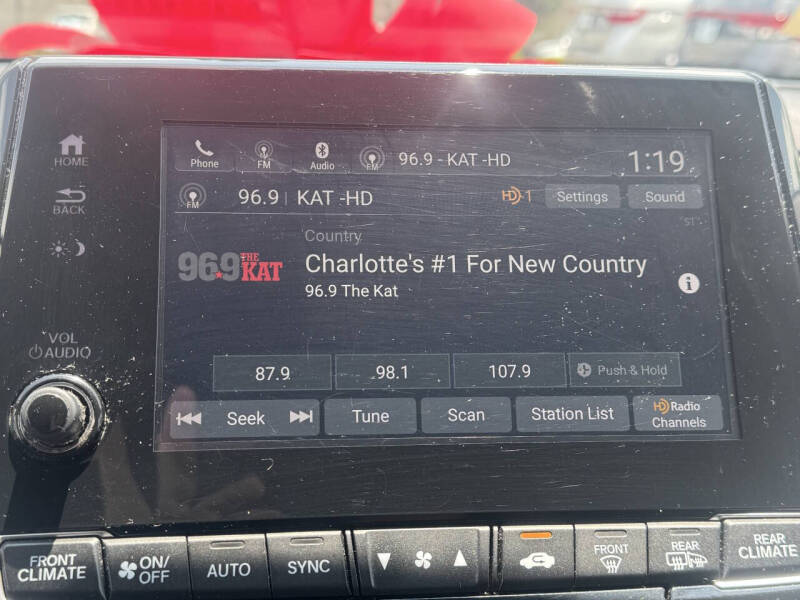 HOME
BACK
VOL
AUDIO
Phone
FM
Audio
96.9 - KAT -HD
1:19
FM
96.9 | KAT -HD
HD 1
Settings
Sound
ST
Country
96.9 THE KAT
Charlotte's #1 For New Country
96.9 The Kat
i
87.9
98.1
107.9
Push & Hold
Seek
Tune
Scan
Station List
HD Radio
Channels
FRONT
CLIMATE
ON/
OFF
AUTO
SYNC
FRONT
REAR
REAR
CLIMATE